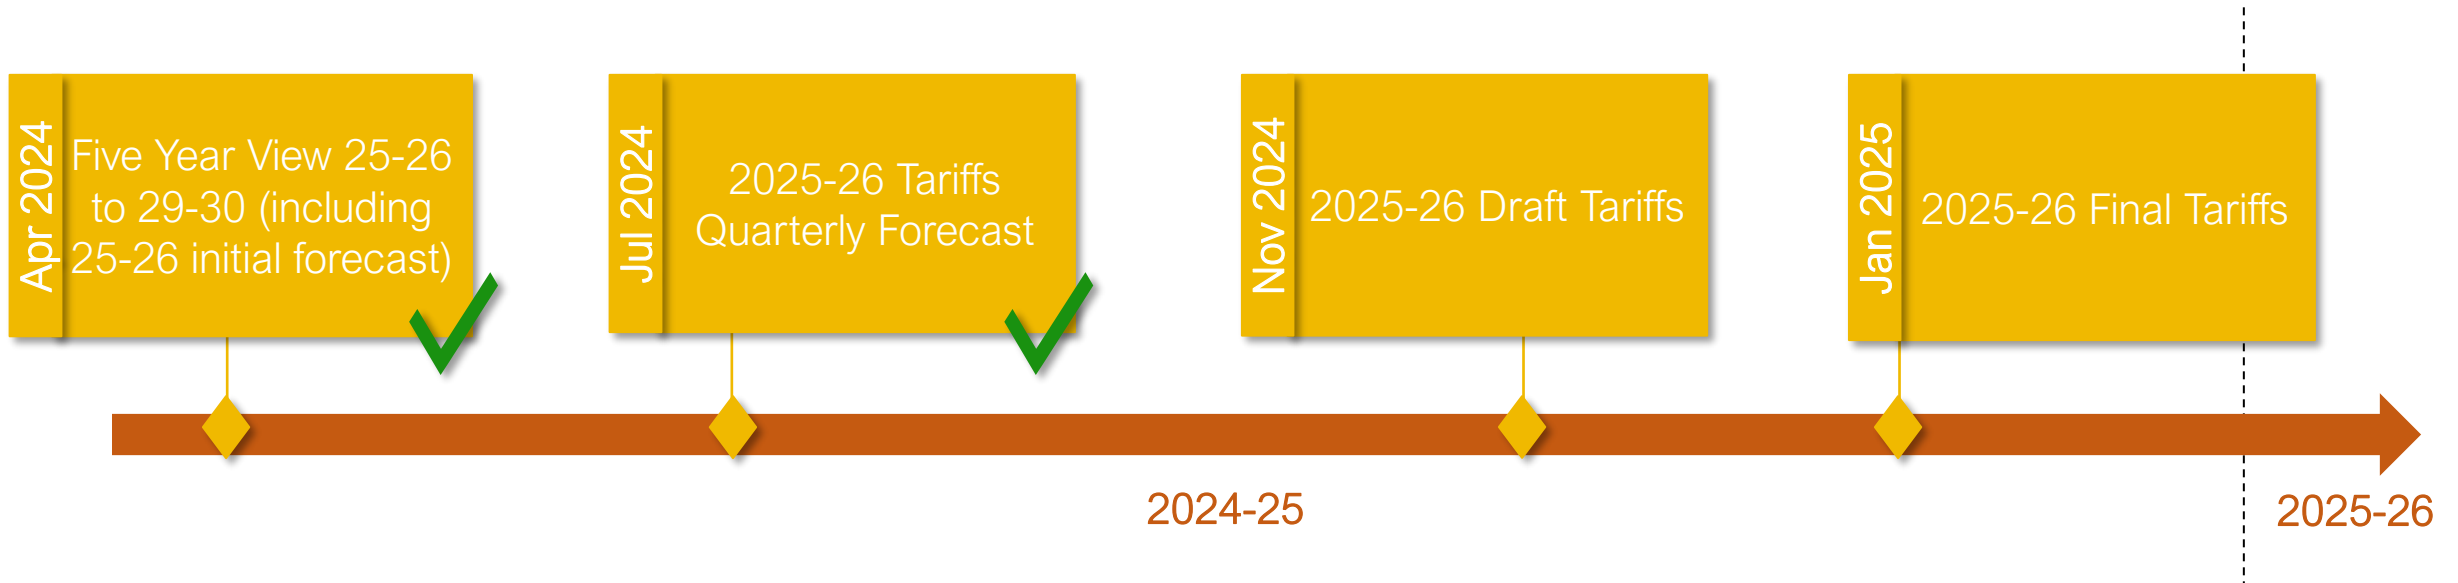 Apr 2024
Five Year View 25-26
to 29-30 (including
25-26 initial forecast)
Jul 2024
2025-26 Tariffs
Quarterly Forecast
Nov 2024
2025-26 Draft Tariffs
Jan 2025
2025-26 Final Tariffs
2024-25
2025-26